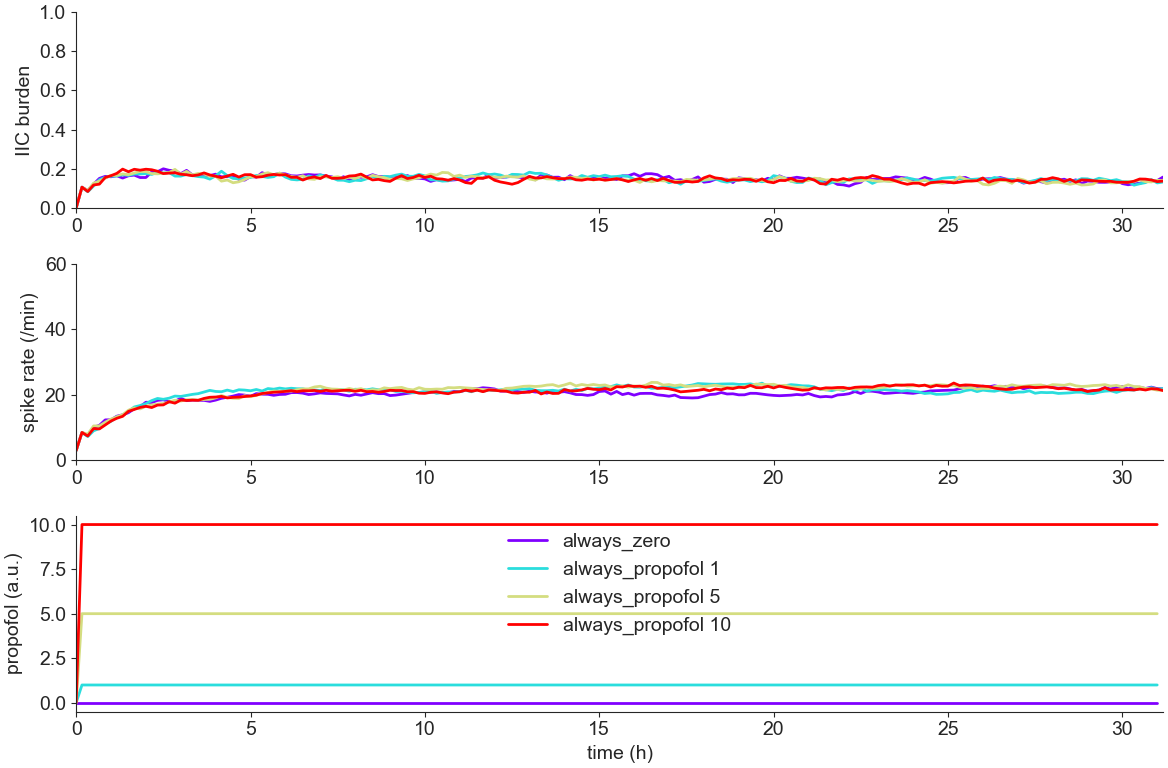 1.0
0.8
0.6
0.4
0.2
0.0
IIC burden
0 5 10 15 20 25 30
60
40
20
0
spike rate (/min)
0 5 10 15 20 25 30
10.0
7.5
5.0
2.5
0.0
propofol (a.u.)
always_zero
always_propofol 1
always_propofol 5
always_propofol 10
0 5 10 15 20 25 30
time (h)